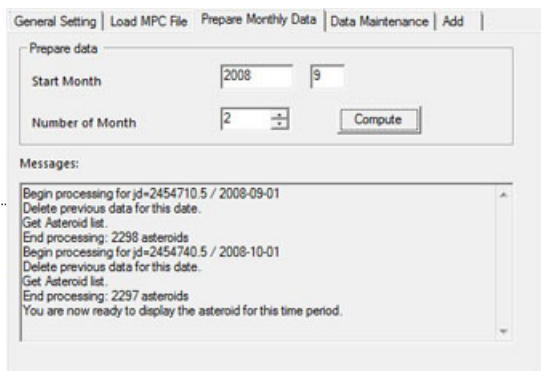 General Setting Load MPC File Prepare Monthly Data Data Maintenance Add
Prepare data
Start Month 2008 9
Number of Month 2 Compute
Messages:
Begin processing for jd=2454710.5 / 2008-09-01
Delete previous data for this date.
Get Asteroid list.
End processing: 2298 asteroids
Begin processing for jd=2454740.5 / 2008-10-01
Delete previous data for this date.
Get Asteroid list.
End processing: 2297 asteroids
You are now ready to display the asteroid for this time period.